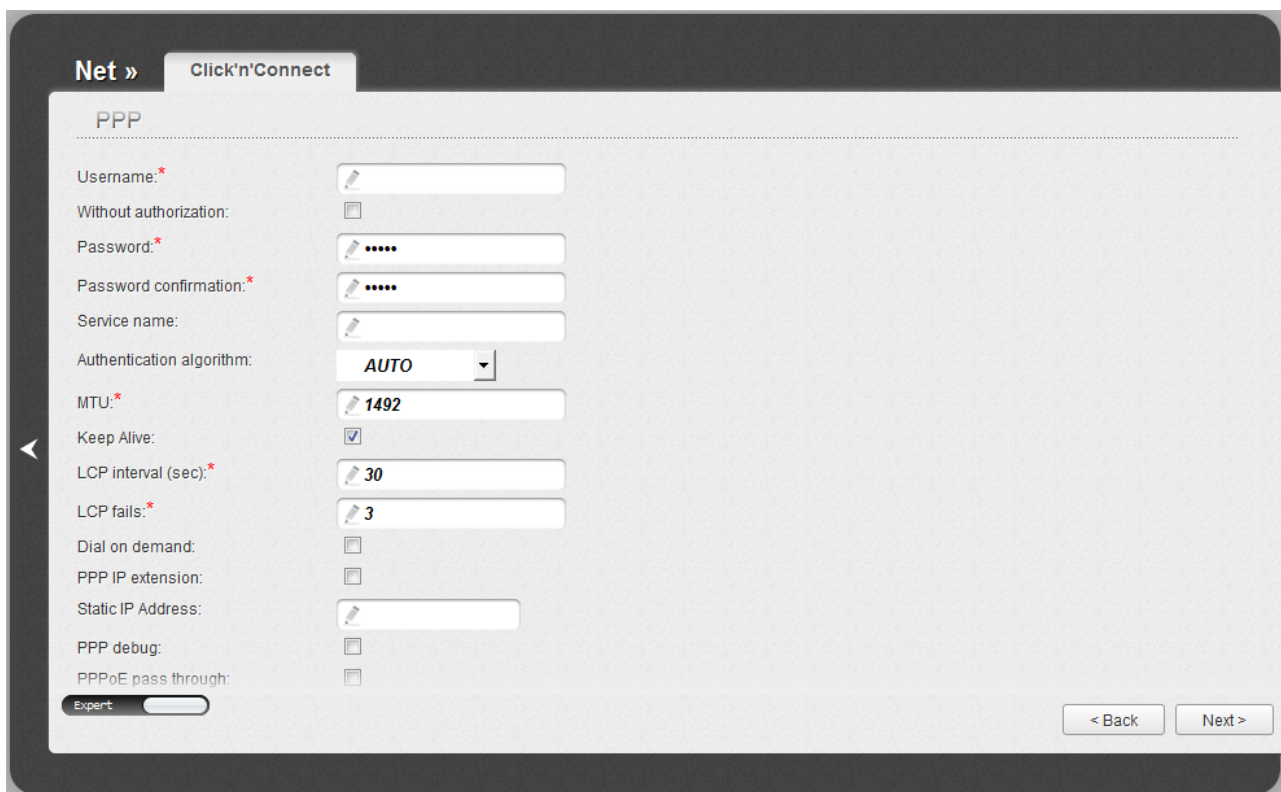 Net » Click'n'Connect
PPP
Username:*
Without authorization:
Password:* •••••
Password confirmation:* •••••
Service name:
Authentication algorithm: AUTO
MTU:* 1492
Keep Alive:
LCP interval (sec):* 30
LCP fails:* 3
Dial on demand:
PPP IP extension:
Static IP Address:
PPP debug:
PPPoE pass through:
Expert
< Back Next >